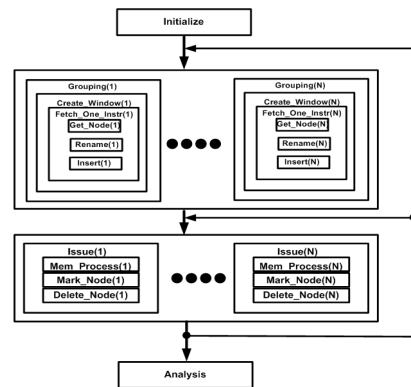 Initialize
Grouping(1)
Create_Window(1)
Fetch_One_Instr(1)
Get_Node(1)
Rename(1)
Insert(1)
Grouping(N)
Create_Window(N)
Fetch_One_Instr(N)
Get_Node(N)
Rename(N)
Insert(N)
Issue(1)
Mem_Process(1)
Mark_Node(1)
Delete_Node(1)
Issue(N)
Mem_Process(N)
Mark_Node(N)
Delete_Node(N)
Analysis